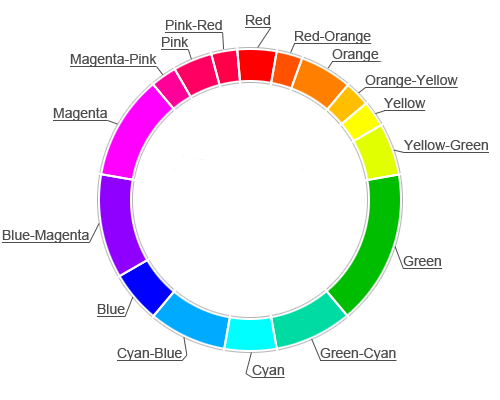 Red
Red-Orange
Orange
Orange-Yellow
Yellow
Yellow-Green
Green
Green-Cyan
Cyan
Cyan-Blue
Blue
Blue-Magenta
Magenta
Magenta-Pink
Pink
Pink-Red